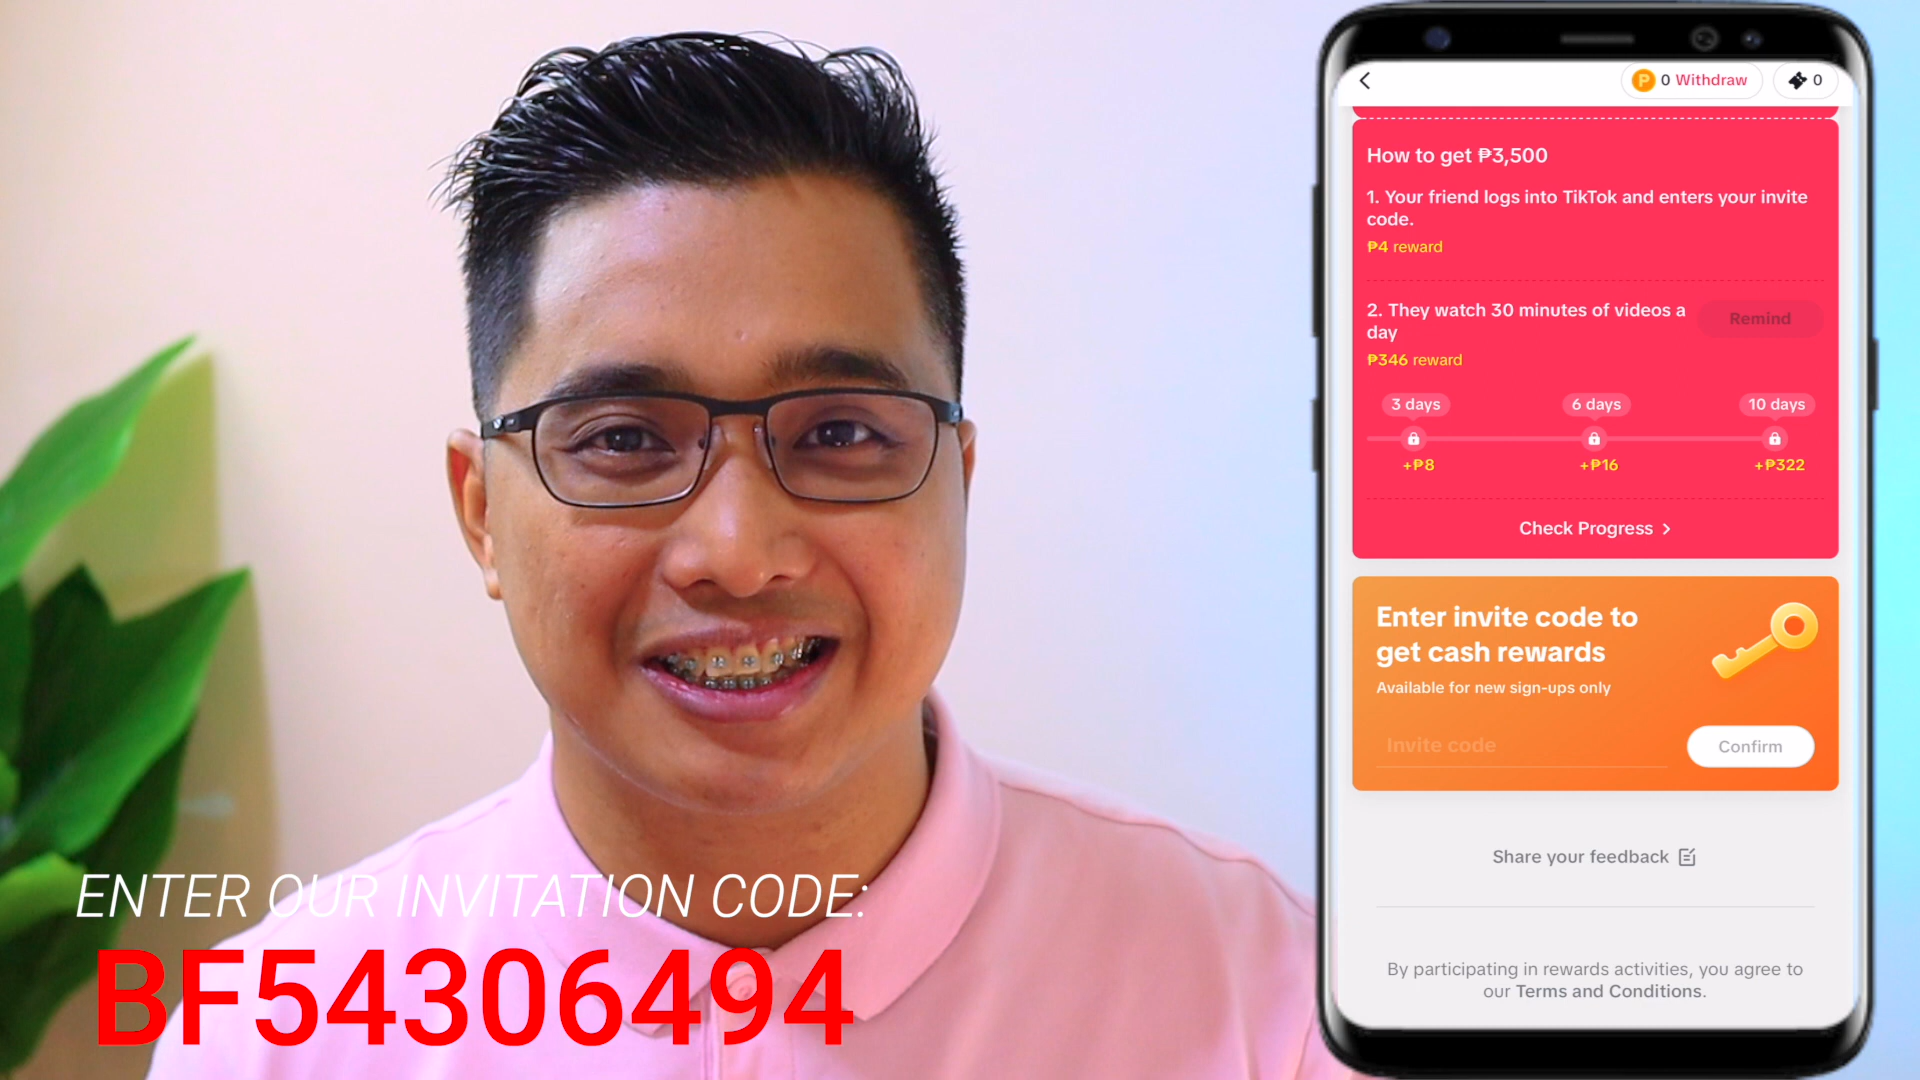 ENTER OUR INVITATION CODE:
BF54306494
0 Withdraw
0
How to get ₱3,500
1. Your friend logs into TikTok and enters your invite
code.
₱4 reward
2. They watch 30 minutes of videos a
day
Remind
₱346 reward
3 days
6 days
10 days
+₱8
+₱16
+₱322
Check Progress >
Enter invite code to
get cash rewards
Available for new sign-ups only
Invite code
Confirm
Share your feedback
By participating in rewards activities, you agree to
our Terms and Conditions.